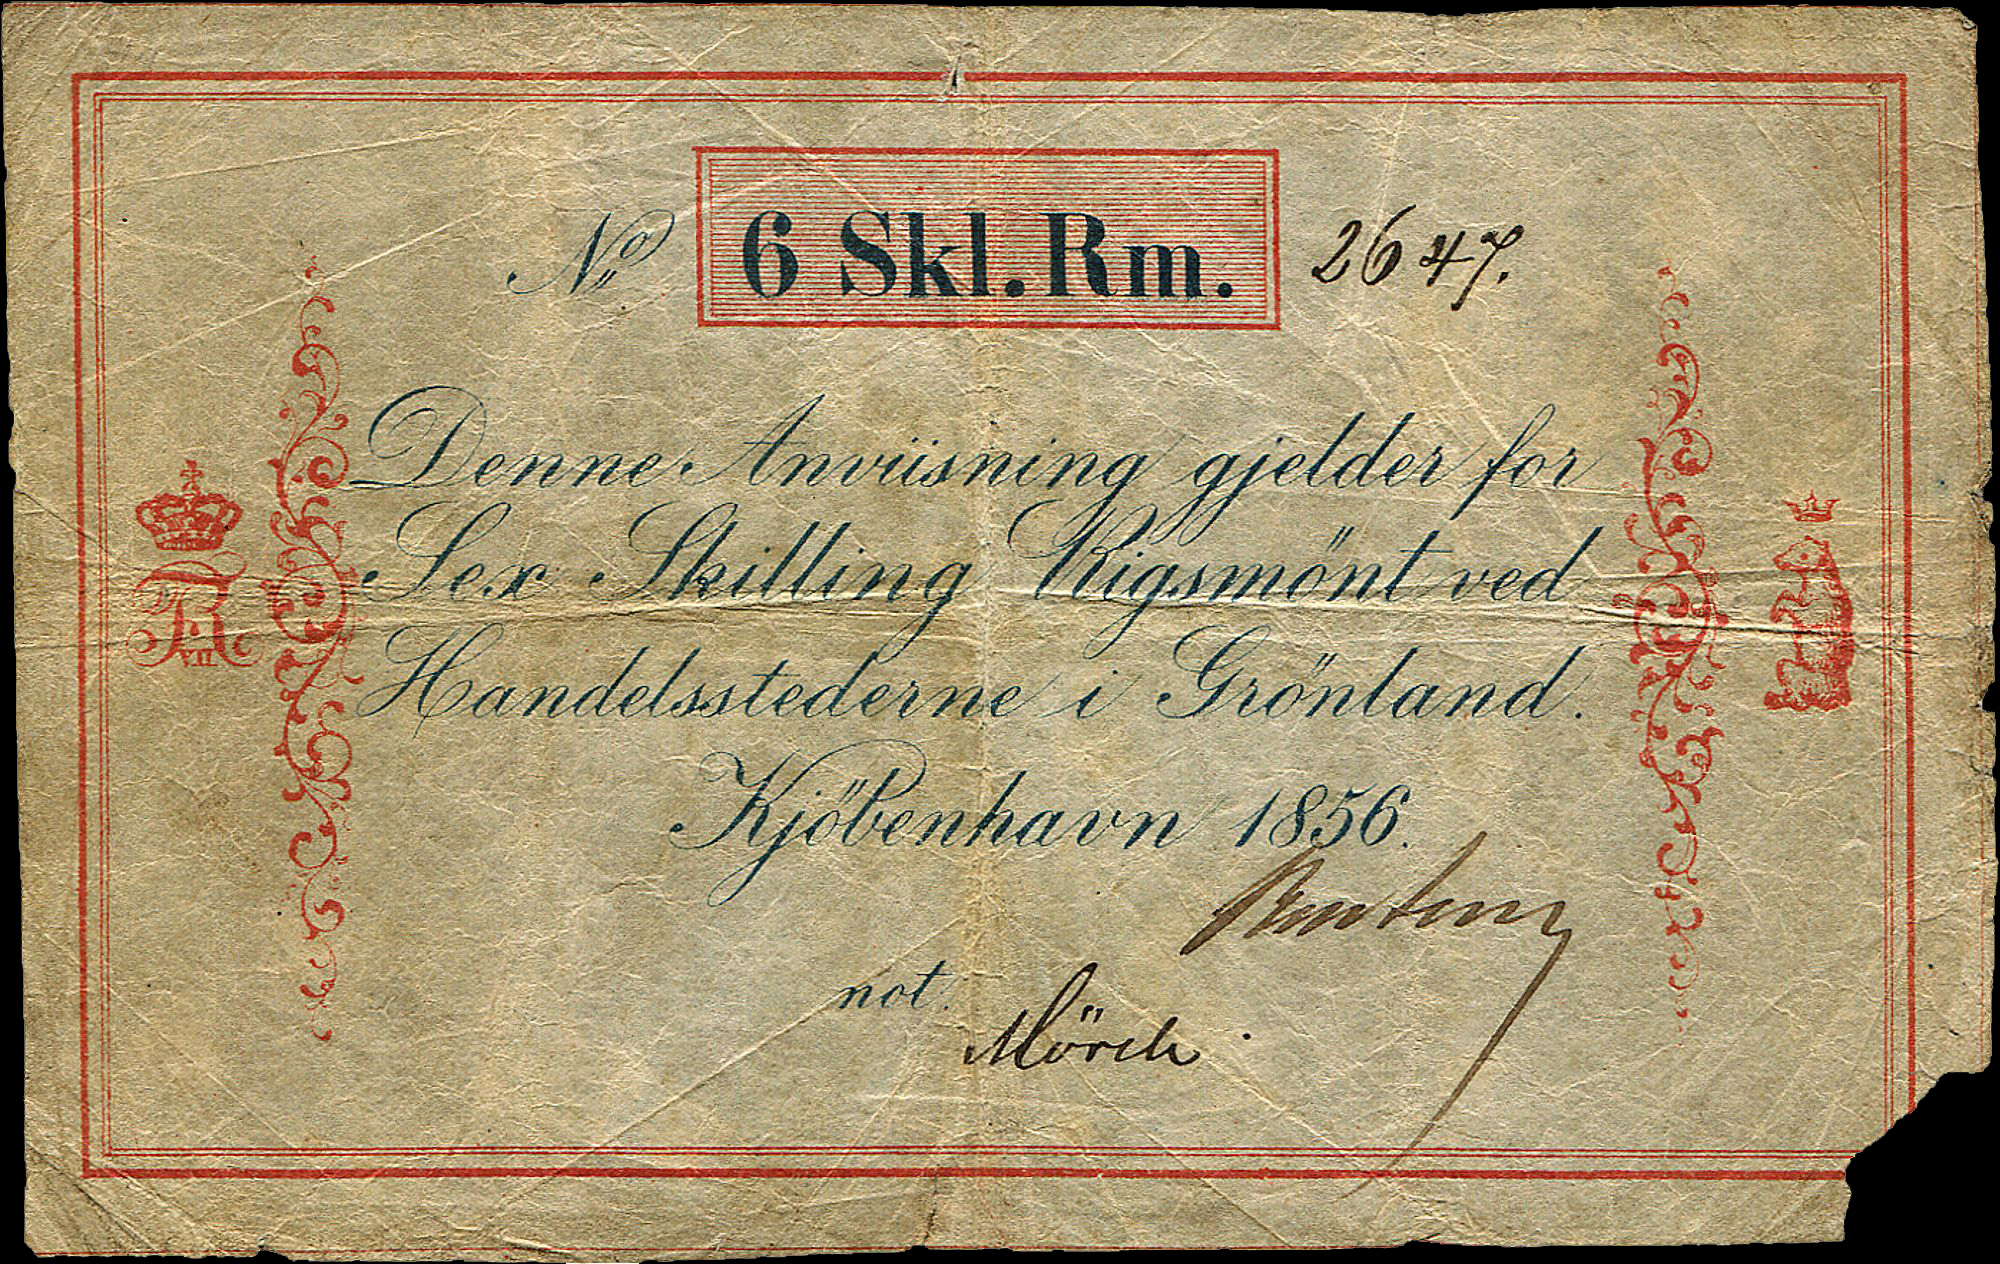 No 6 Skl. Rm. 2647.
Denne Anviisning gjelder for
Sex Skilling Rigsmönt ved
Handelsstederne i Grönland.
Kjöbenhavn 1856.
not. Mörch
VII